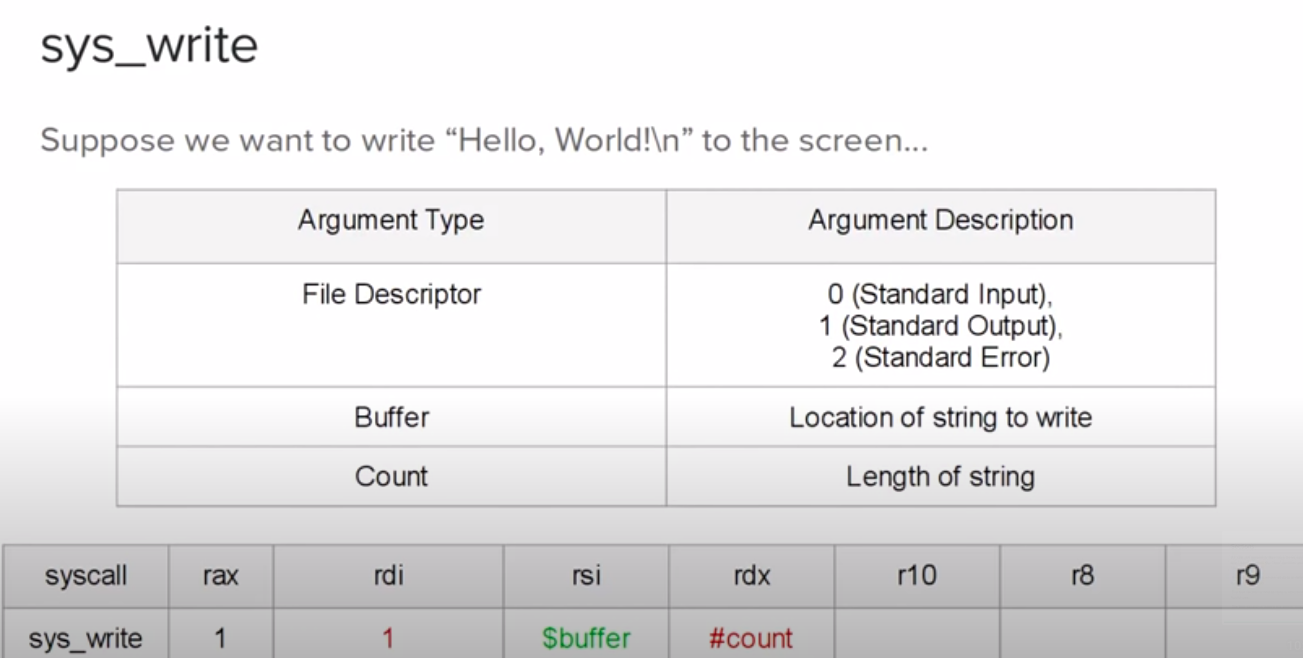 sys_write
Suppose we want to write “Hello, World!\n” to the screen...
Argument Type Argument Description
File Descriptor 0 (Standard Input),
1 (Standard Output),
2 (Standard Error)
Buffer Location of string to write
Count Length of string
syscall rax rdi rsi rdx r10 r8 r9
sys_write 1 1 $buffer #count